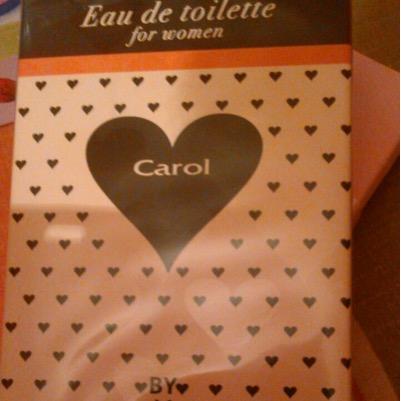 Eau de toilette
for women
Carol
BY